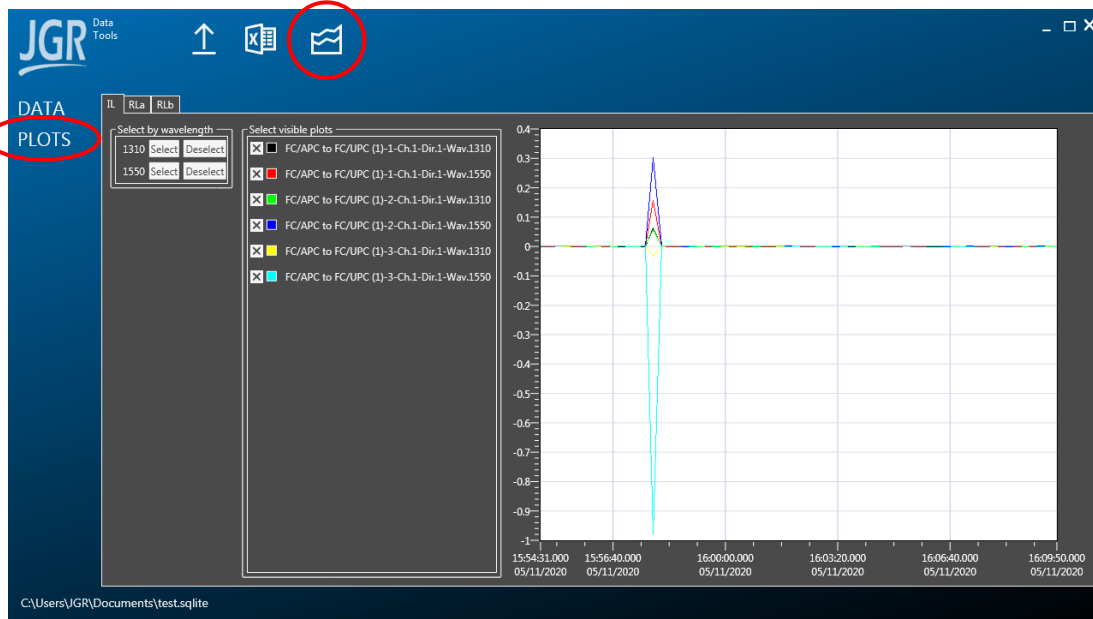 JGR Data Tools
DATA
PLOTS
IL RLa RLb
Select by wavelength
1310 Select Deselect
1550 Select Deselect
Select visible plots
FC/APC to FC/UPC (1)-1-Ch.1-Dir.1-Wav.1310
FC/APC to FC/UPC (1)-1-Ch.1-Dir.1-Wav.1550
FC/APC to FC/UPC (1)-2-Ch.1-Dir.1-Wav.1310
FC/APC to FC/UPC (1)-2-Ch.1-Dir.1-Wav.1550
FC/APC to FC/UPC (1)-3-Ch.1-Dir.1-Wav.1310
FC/APC to FC/UPC (1)-3-Ch.1-Dir.1-Wav.1550
0.4
0.3
0.2
0.1
0
-0.1
-0.2
-0.3
-0.4
-0.5
-0.6
-0.7
-0.8
-0.9
-1
15:54:31.000 15:56:40.000 16:00:00.000 16:03:20.000 16:06:40.000 16:09:50.000
05/11/2020 05/11/2020 05/11/2020 05/11/2020 05/11/2020 05/11/2020
C:\Users\JGR\Documents\test.sqlite